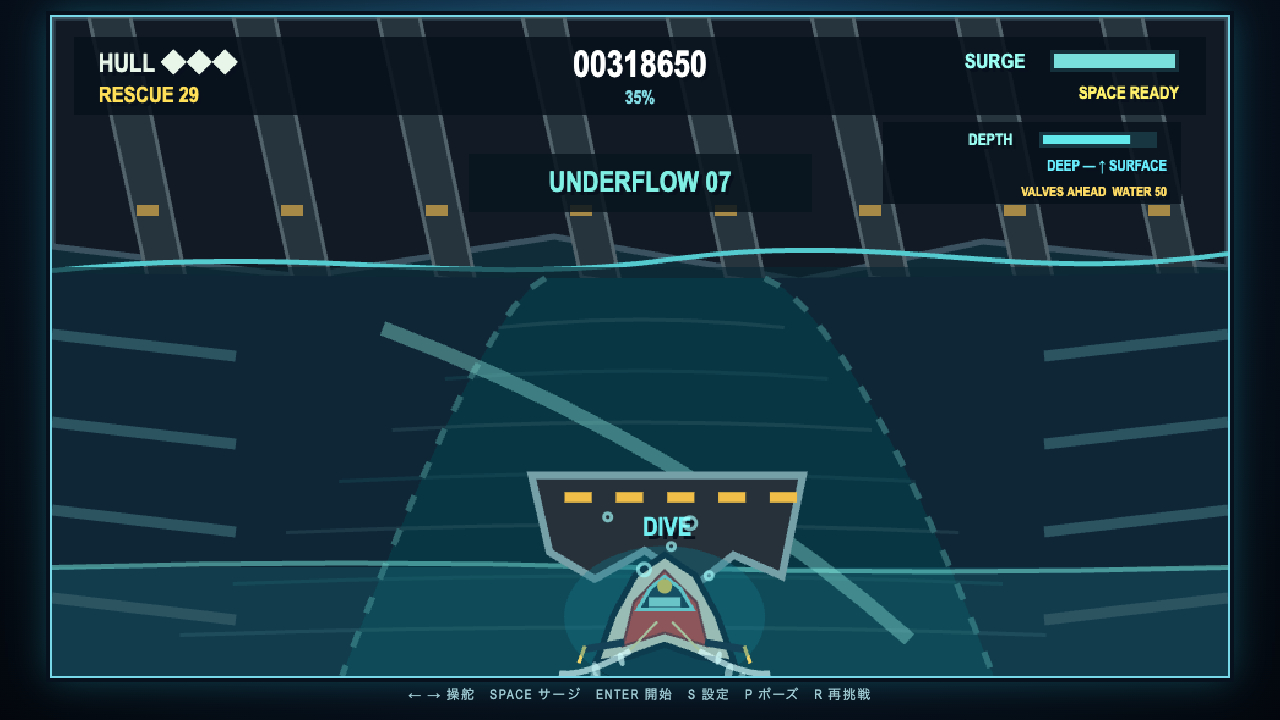 HULL
RESCUE 29
00318650
35%
SURGE
SPACE READY
DEPTH
DEEP — ↑ SURFACE
VALVES AHEAD WATER 50
UNDERFLOW 07
DIVE
← → 操舵 SPACE サージ ENTER 開始 S 設定 P ポーズ R 再挑戦